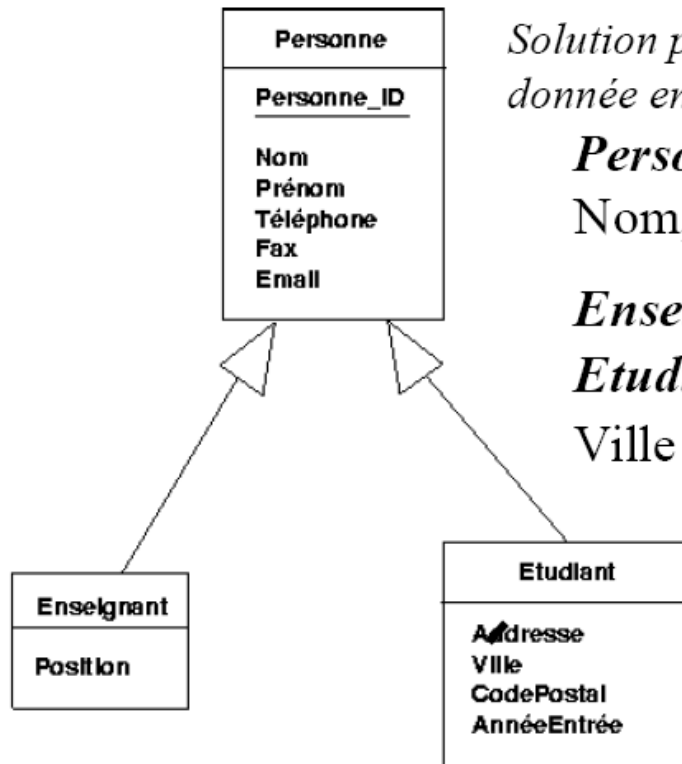 Personne
Personne_ID
Nom
Prénom
Téléphone
Fax
Email
Solution p
donnée en
Perso
Nom,
Ense
Etud
Ville
Enseignant
Position
Etudiant
Addresse
Ville
CodePostal
AnnéeEntrée